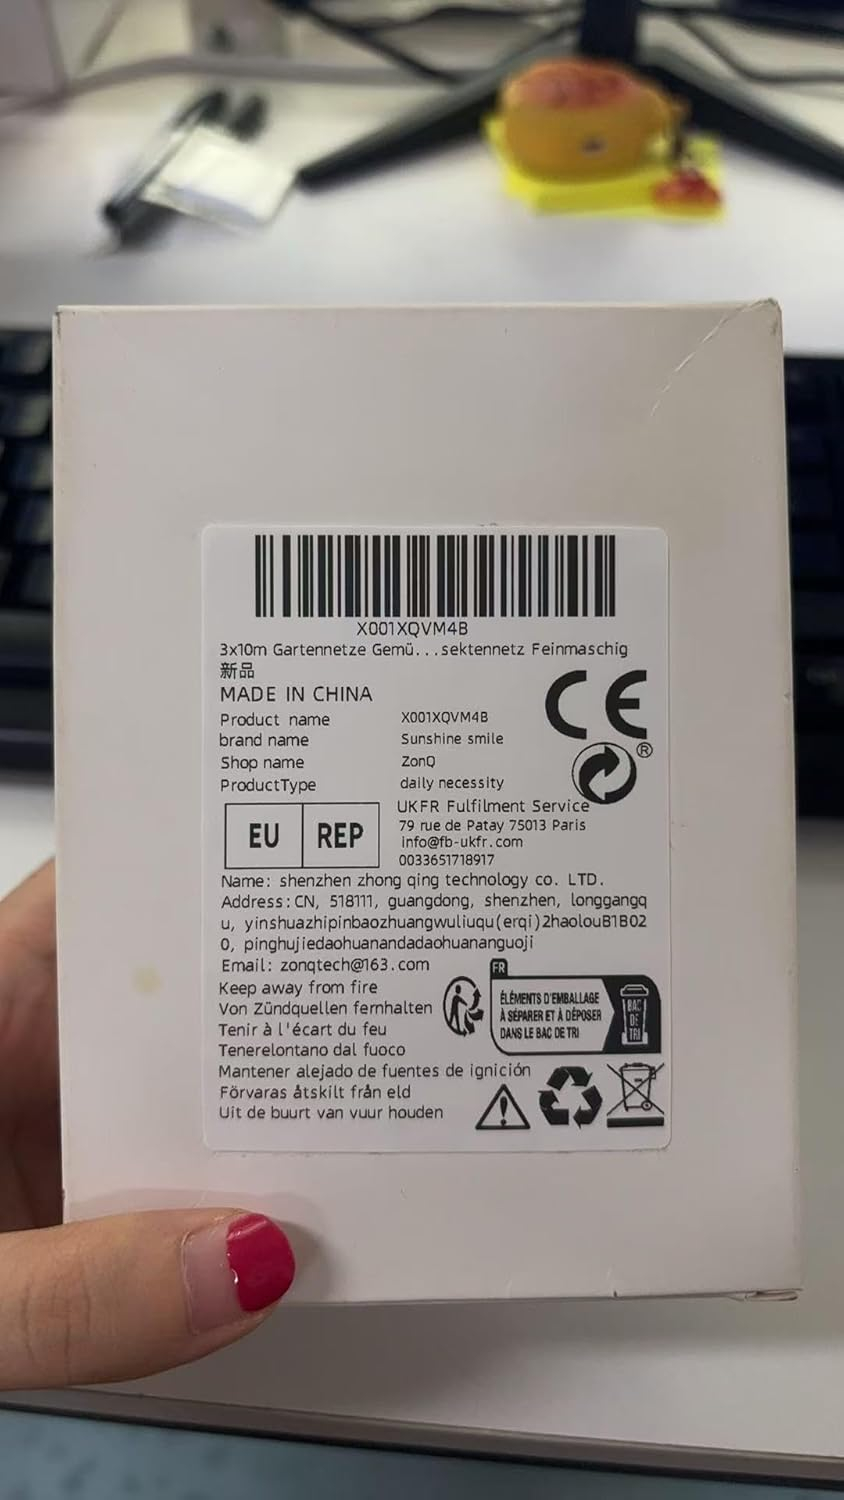 X001XQVM4B
3x10m Gartennetze Gemü...sektennetz Feinmaschig
新品
MADE IN CHINA
CE
Product name X001XQVM4B
brand name Sunshine smile
Shop name ZonQ
ProductType daily necessity
®
EU REP
UKFR Fulfilment Service
79 rue de Patay 75013 Paris
info@fb-ukfr.com
0033651718917
Name: shenzhen zhong qing technology co. LTD.
Address:CN, 518111, guangdong, shenzhen, longgangq
u, yinshuazhipinbaozhuangwuliuqu(erqi)2haolouB1B02
0, pinghujiedaohuanandadaohuananguoji
Email: zonqtech@163.com
Keep away from fire
Von Zündquellen fernhalten
Tenir à l'écart du feu
Tenerelontano dal fuoco
Mantener alejado de fuentes de ignición
Förvaras åtskilt från eld
Uit de buurt van vuur houden
FR
ÉLÉMENTS D'EMBALLAGE
À SÉPARER ET À DÉPOSER
DANS LE BAC DE TRI
BAC
DE
TRI